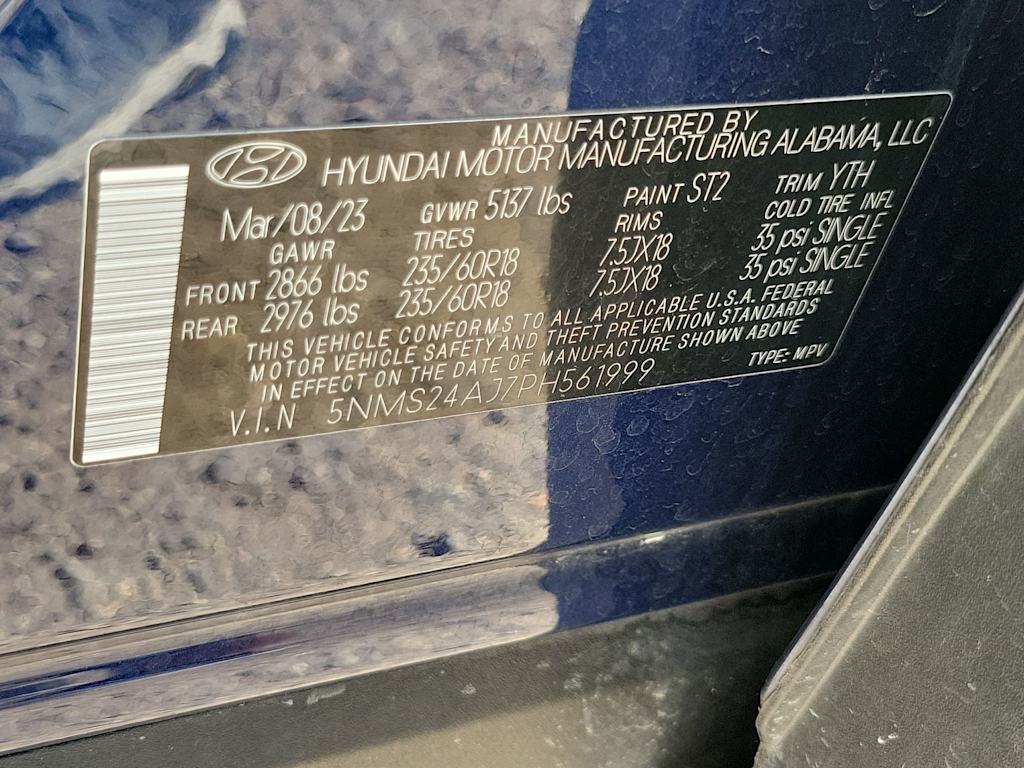 MANUFACTURED BY
HYUNDAI MOTOR MANUFACTURING ALABAMA, LLC
Mar/08/23 GVWR 5137 lbs PAINT ST2 TRIM YTH
GAWR TIRES RIMS COLD TIRE INFL
FRONT 2866 lbs 235/60R18 7.5JX18 35 psi SINGLE
REAR 2976 lbs 235/60R18 7.5JX18 35 psi SINGLE
THIS VEHICLE CONFORMS TO ALL APPLICABLE U.S.A. FEDERAL
MOTOR VEHICLE SAFETY AND THEFT PREVENTION STANDARDS
IN EFFECT ON THE DATE OF MANUFACTURE SHOWN ABOVE
V.I.N 5NMS24AJ7PH561999 TYPE: MPV